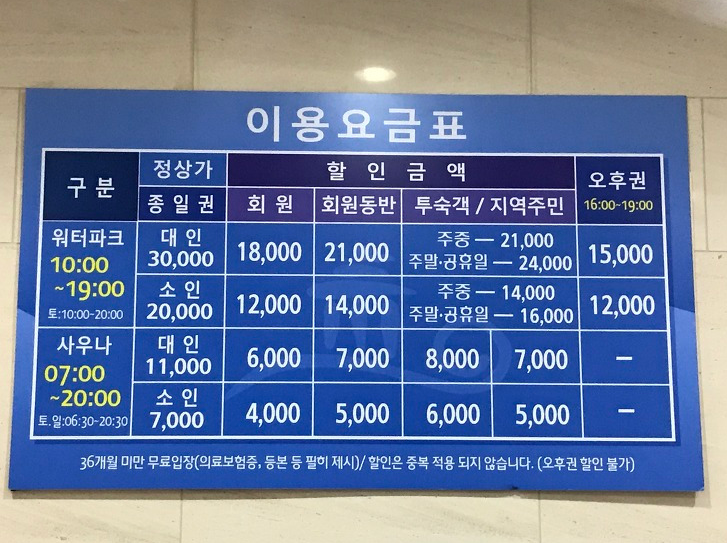 이용요금표
구 분 정상가 할 인 금 액 오후권
종 일 권 회 원 회원동반 투숙객 / 지역주민 16:00~19:00
워터파크
10:00
~19:00
토:10:00-20:00
대 인
30,000
18,000 21,000
주중 — 21,000
주말·공휴일 — 24,000
15,000
소 인
20,000
12,000 14,000
주중 — 14,000
주말·공휴일 — 16,000
12,000
사우나
07:00
~20:00
토.일:06:30-20:30
대 인
11,000
6,000 7,000 8,000 7,000 –
소 인
7,000
4,000 5,000 6,000 5,000 –
36개월 미만 무료입장(의료보험증, 등본 등 필히 제시)/ 할인은 중복 적용 되지 않습니다. (오후권 할인 불가)